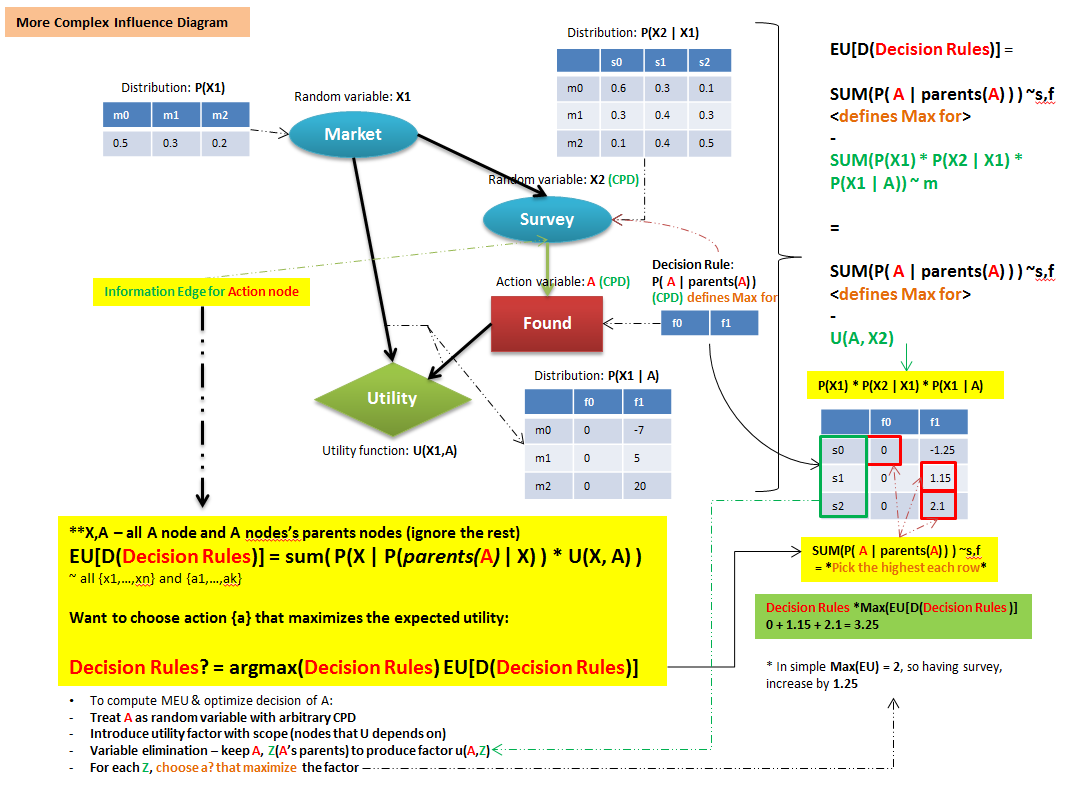 More Complex Influence Diagram
Distribution: P(X1)
m0 m1 m2
0.5 0.3 0.2
Random variable: X1
Market
Distribution: P(X2 | X1)
s0 s1 s2
m0 0.6 0.3 0.1
m1 0.3 0.4 0.3
m2 0.1 0.4 0.5
Random variable: X2 (CPD)
Survey
Information Edge for Action node
Action variable: A (CPD)
Found
Decision Rule:
P( A | parents(A) )
(CPD) defines Max for
f0 f1
Utility
Utility function: U(X1,A)
Distribution: P(X1 | A)
f0 f1
m0 0 -7
m1 0 5
m2 0 20
EU[D(Decision Rules)] =
SUM(P( A | parents(A) ) ) ~s,f
<defines Max for>
-
SUM(P(X1) * P(X2 | X1) *
P(X1 | A)) ~ m
=
SUM(P( A | parents(A) ) ) ~s,f
<defines Max for>
-
U(A, X2)
P(X1) * P(X2 | X1) * P(X1 | A)
f0 f1
s0 0 -1.25
s1 0 1.15
s2 0 2.1
SUM(P( A | parents(A) ) ) ~s,f
= *Pick the highest each row*
Decision Rules *Max(EU[D(Decision Rules )]
0 + 1.15 + 2.1 = 3.25
* In simple Max(EU) = 2, so having survey,
increase by 1.25
**X,A – all A node and A nodes's parents nodes (ignore the rest)
EU[D(Decision Rules)] = sum( P(X | P(parents(A) | X) ) * U(X, A) )
~ all {x1,…,xn} and {a1,…,ak}
Want to choose action {a} that maximizes the expected utility:
Decision Rules? = argmax(Decision Rules) EU[D(Decision Rules)]
• To compute MEU & optimize decision of A:
- Treat A as random variable with arbitrary CPD
- Introduce utility factor with scope (nodes that U depends on)
- Variable elimination – keep A, Z(A's parents) to produce factor u(A,Z)
- For each Z, choose a? that maximize the factor